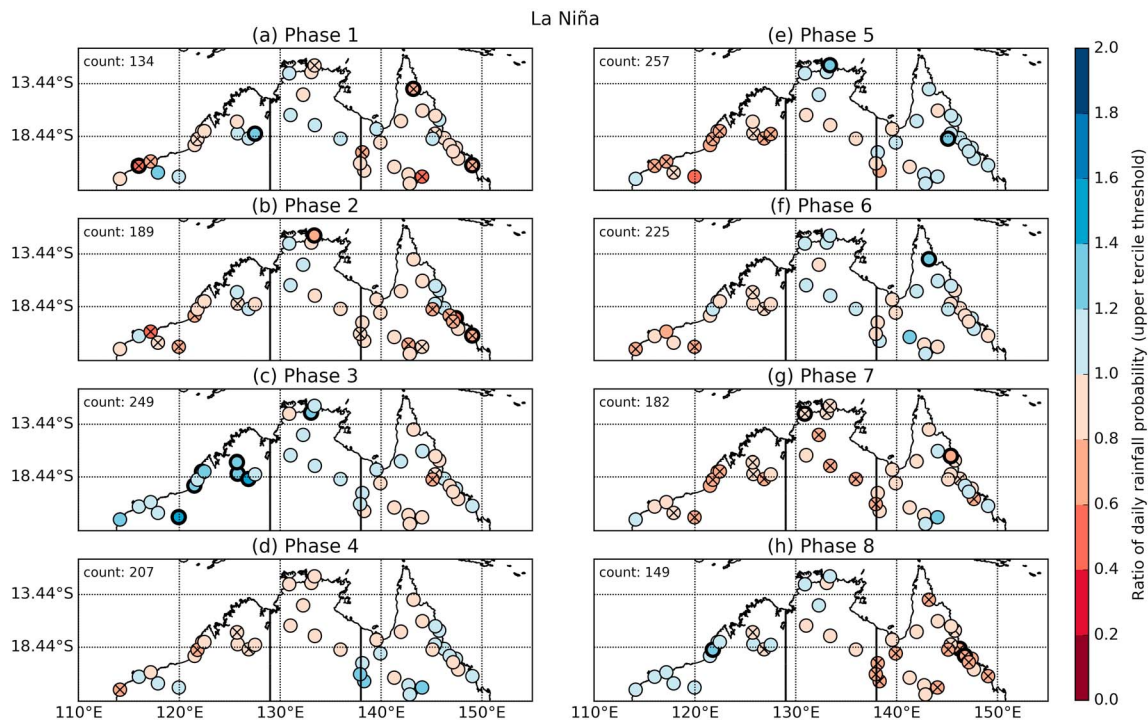 La Niña
(a) Phase 1
count: 134
13.44°S
18.44°S
(b) Phase 2
count: 189
13.44°S
18.44°S
(c) Phase 3
count: 249
13.44°S
18.44°S
(d) Phase 4
count: 207
13.44°S
18.44°S
110°E 120°E 130°E 140°E 150°E
(e) Phase 5
count: 257
(f) Phase 6
count: 225
(g) Phase 7
count: 182
(h) Phase 8
count: 149
110°E 120°E 130°E 140°E 150°E
2.0
1.8
1.6
1.4
1.2
1.0
0.8
0.6
0.4
0.2
0.0
Ratio of daily rainfall probability (upper tercile threshold)